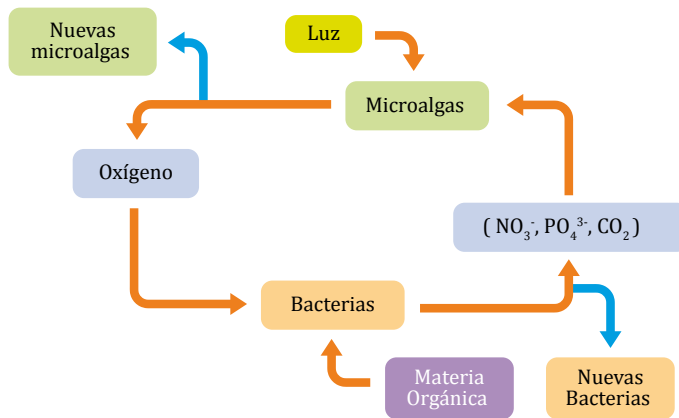 Nuevas
microalgas
Luz
Microalgas
Oxígeno
( NO₃⁻, PO₄³⁻, CO₂ )
Bacterias
Materia
Orgánica
Nuevas
Bacterias